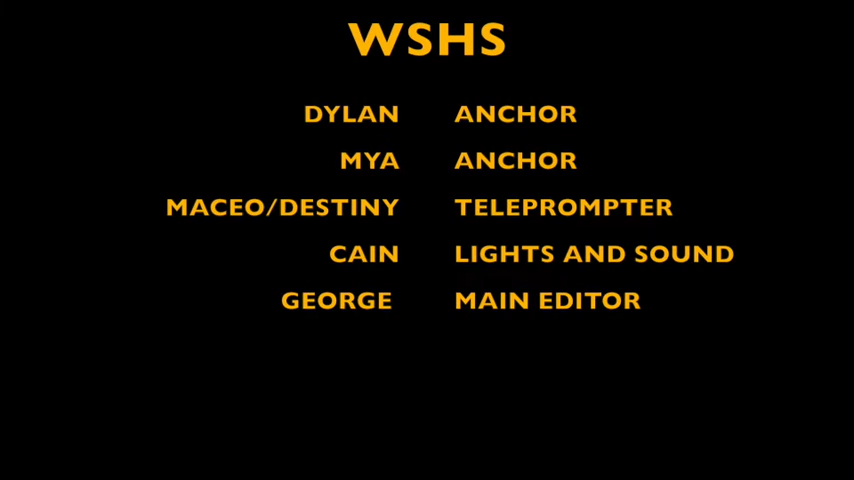 WSHS
DYLAN ANCHOR
MYA ANCHOR
MACEO/DESTINY TELEPROMPTER
CAIN LIGHTS AND SOUND
GEORGE MAIN EDITOR